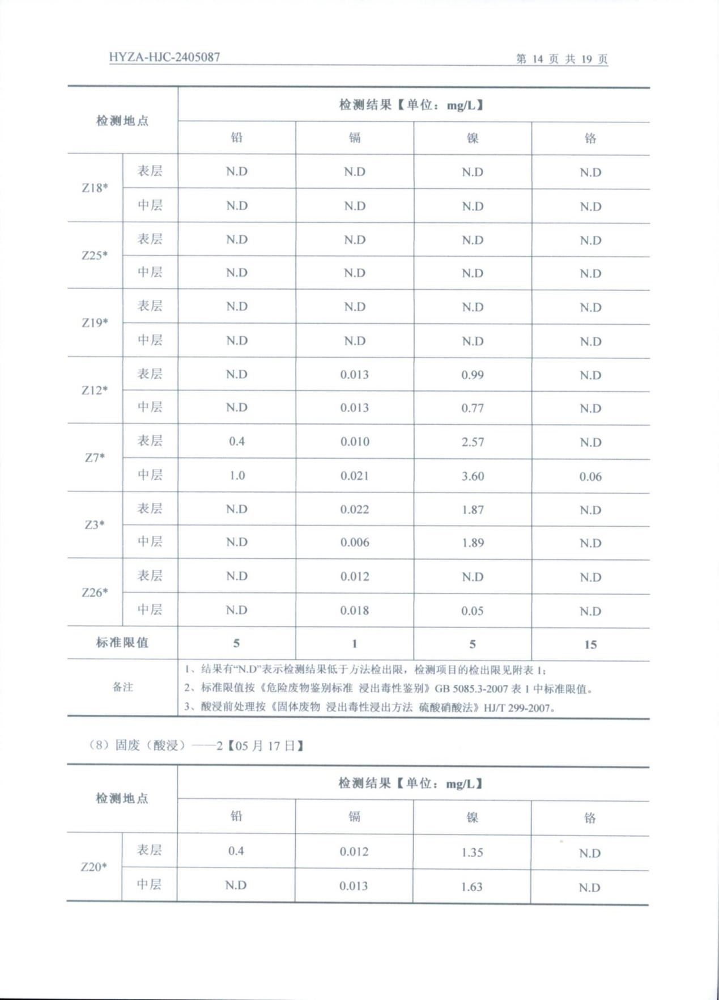 HYZA-HJC-2405087 第 14 页 共 19 页
检测地点 检测结果【单位：mg/L】
铅 镉 镍 铬
Z18* 表层 N.D N.D N.D N.D
中层 N.D N.D N.D N.D
Z25* 表层 N.D N.D N.D N.D
中层 N.D N.D N.D N.D
Z19* 表层 N.D N.D N.D N.D
中层 N.D N.D N.D N.D
Z12* 表层 N.D 0.013 0.99 N.D
中层 N.D 0.013 0.77 N.D
Z7* 表层 0.4 0.010 2.57 N.D
中层 1.0 0.021 3.60 0.06
Z3* 表层 N.D 0.022 1.87 N.D
中层 N.D 0.006 1.89 N.D
Z26* 表层 N.D 0.012 N.D N.D
中层 N.D 0.018 0.05 N.D
标准限值 5 1 5 15
备注
1、结果有“N.D”表示检测结果低于方法检出限，检测项目的检出限见附表 1；
2、标准限值按《危险废物鉴别标准 浸出毒性鉴别》GB 5085.3-2007 表 1 中标准限值。
3、酸浸前处理按《固体废物 浸出毒性浸出方法 硫酸硝酸法》HJ/T 299-2007。
（8）固废（酸浸）——2【05 月 17 日】
检测地点 检测结果【单位：mg/L】
铅 镉 镍 铬
Z20* 表层 0.4 0.012 1.35 N.D
中层 N.D 0.013 1.63 N.D